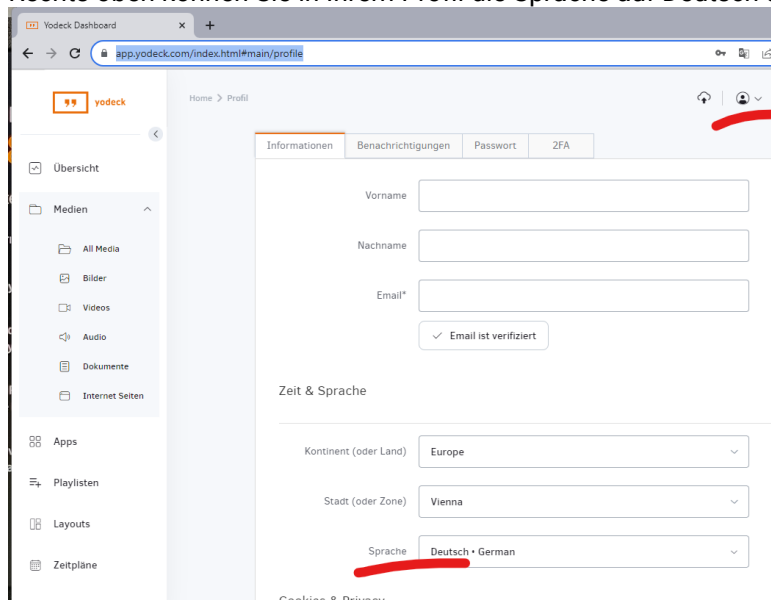 Yodeck Dashboard
app.yodeck.com/index.html#main/profile
yodeck
Home > Profil
Informationen Benachrichtigungen Passwort 2FA
Übersicht
Medien
All Media
Bilder
Videos
Audio
Dokumente
Internet Seiten
Apps
Playlisten
Layouts
Zeitpläne
Vorname
Nachname
Email*
Email ist verifiziert
Zeit & Sprache
Kontinent (oder Land) Europe
Stadt (oder Zone) Vienna
Sprache Deutsch • German